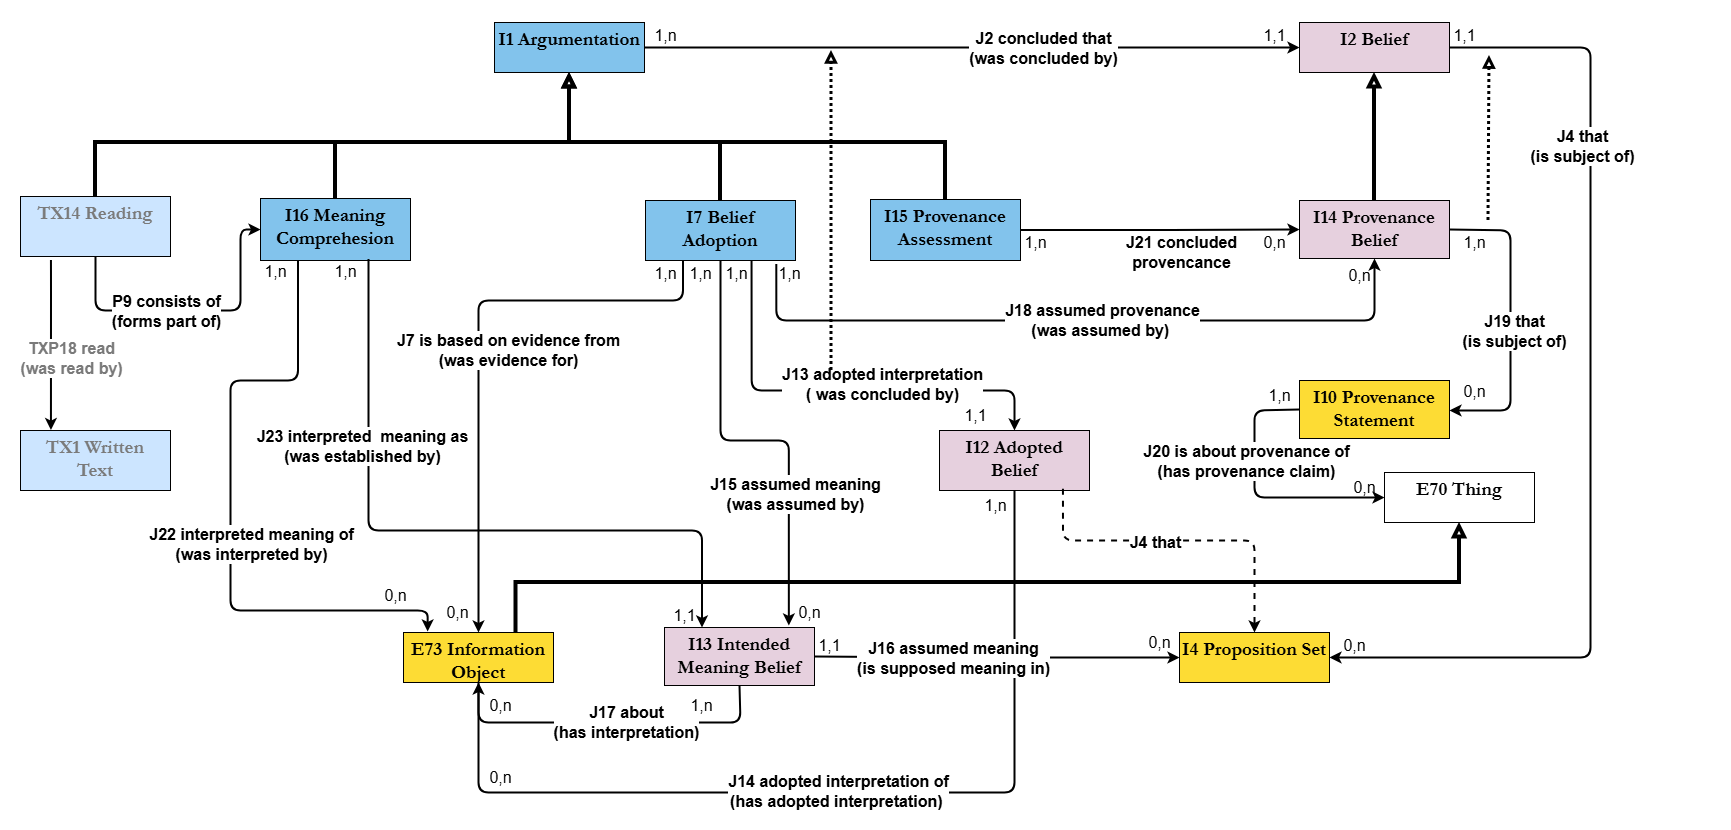 I1 Argumentation
1,n
J2 concluded that
(was concluded by)
1,1
I2 Belief
1,1
J4 that
(is subject of)
TX14 Reading
I16 Meaning
Comprehesion
I7 Belief
Adoption
I15 Provenance
Assessment
1,n
J21 concluded
provencance
0,n
I14 Provenance
Belief
1,n
1,n
1,n
1,n
1,n
1,n
1,n
0,n
P9 consists of
(forms part of)
J18 assumed provenance
(was assumed by)
J19 that
(is subject of)
TXP18 read
(was read by)
J7 is based on evidence from
(was evidence for)
J13 adopted interpretation
( was concluded by)
1,1
1,n
I10 Provenance
Statement
0,n
TX1 Written
Text
J23 interpreted  meaning as
(was established by)
I12 Adopted
Belief
J20 is about provenance of
(has provenance claim)
J15 assumed meaning
(was assumed by)
1,n
0,n
E70 Thing
J22 interpreted meaning of
(was interpreted by)
J4 that
0,n
0,n
1,1
0,n
E73 Information
Object
I13 Intended
Meaning Belief
1,1
J16 assumed meaning
(is supposed meaning in)
0,n
I4 Proposition Set
0,n
0,n
J17 about
(has interpretation)
1,n
0,n
J14 adopted interpretation of
(has adopted interpretation)